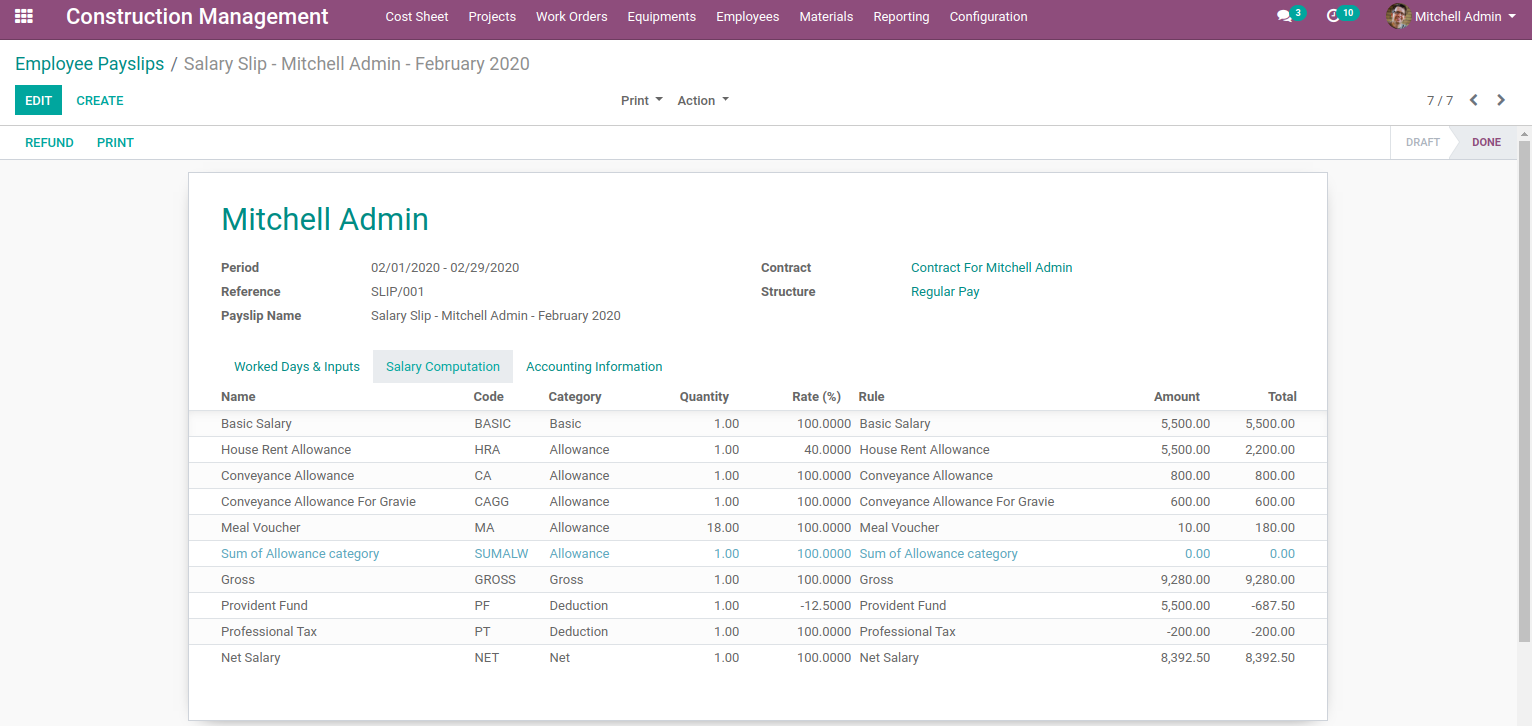 Construction Management Cost Sheet Projects Work Orders Equipments Employees Materials Reporting Configuration 3 10 Mitchell Admin
Employee Payslips / Salary Slip - Mitchell Admin - February 2020
EDIT CREATE Print Action 7 / 7
REFUND PRINT DRAFT DONE
Mitchell Admin
Period 02/01/2020 - 02/29/2020 Contract Contract For Mitchell Admin
Reference SLIP/001 Structure Regular Pay
Payslip Name Salary Slip - Mitchell Admin - February 2020
Worked Days & Inputs Salary Computation Accounting Information
Name Code Category Quantity Rate (%) Rule Amount Total
Basic Salary BASIC Basic 1.00 100.0000 Basic Salary 5,500.00 5,500.00
House Rent Allowance HRA Allowance 1.00 40.0000 House Rent Allowance 5,500.00 2,200.00
Conveyance Allowance CA Allowance 1.00 100.0000 Conveyance Allowance 800.00 800.00
Conveyance Allowance For Gravie CAGG Allowance 1.00 100.0000 Conveyance Allowance For Gravie 600.00 600.00
Meal Voucher MA Allowance 18.00 100.0000 Meal Voucher 10.00 180.00
Sum of Allowance category SUMALW Allowance 1.00 100.0000 Sum of Allowance category 0.00 0.00
Gross GROSS Gross 1.00 100.0000 Gross 9,280.00 9,280.00
Provident Fund PF Deduction 1.00 -12.5000 Provident Fund 5,500.00 -687.50
Professional Tax PT Deduction 1.00 100.0000 Professional Tax -200.00 -200.00
Net Salary NET Net 1.00 100.0000 Net Salary 8,392.50 8,392.50